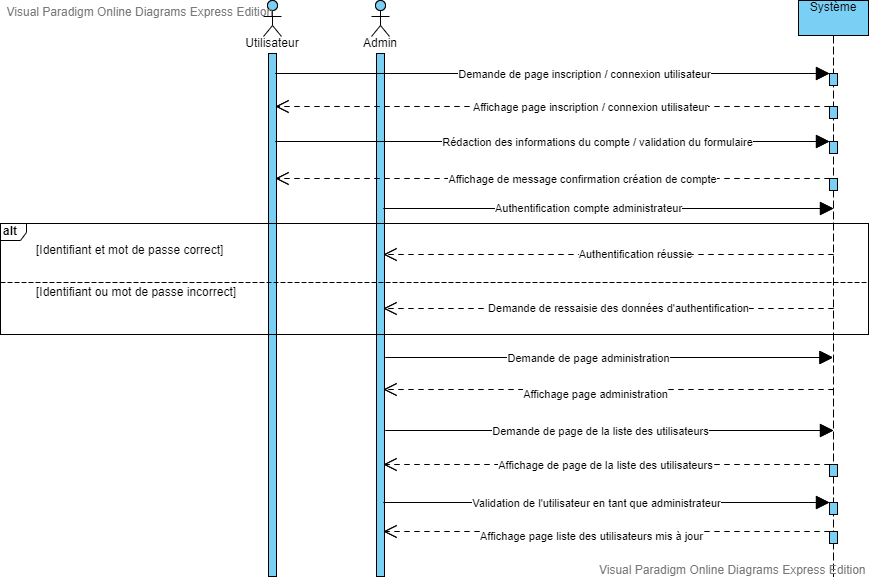 Visual Paradigm Online Diagrams Express Edition
Système
Utilisateur
Admin
Demande de page inscription / connexion utilisateur
Affichage page inscription / connexion utilisateur
Rédaction des informations du compte / validation du formulaire
Affichage de message confirmation création de compte
Authentification compte administrateur
alt
[Identifiant et mot de passe correct]
Authentification réussie
[Identifiant ou mot de passe incorrect]
Demande de ressaisie des données d'authentification
Demande de page administration
Affichage page administration
Demande de page de la liste des utilisateurs
Affichage de page de la liste des utilisateurs
Validation de l'utilisateur en tant que administrateur
Affichage page liste des utilisateurs mis à jour
Visual Paradigm Online Diagrams Express Edition